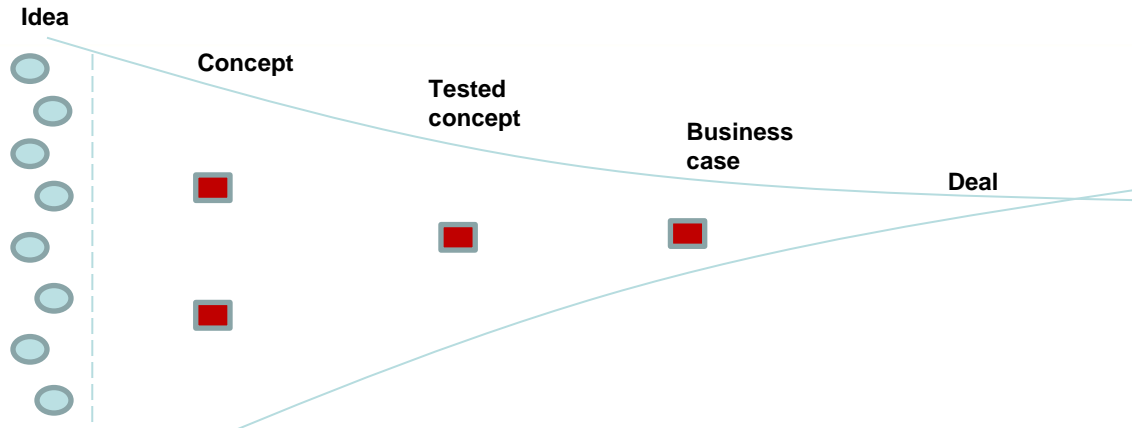 Idea
Concept
Tested
concept
Business
case
Deal